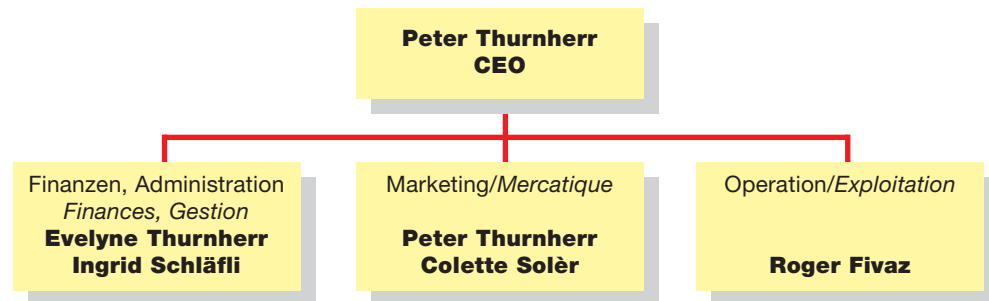 Peter Thurnherr
CEO
Finanzen, Administration
Finances, Gestion
Evelyne Thurnherr
Ingrid Schläfli
Marketing/Mercatique
Peter Thurnherr
Colette Solèr
Operation/Exploitation
Roger Fivaz